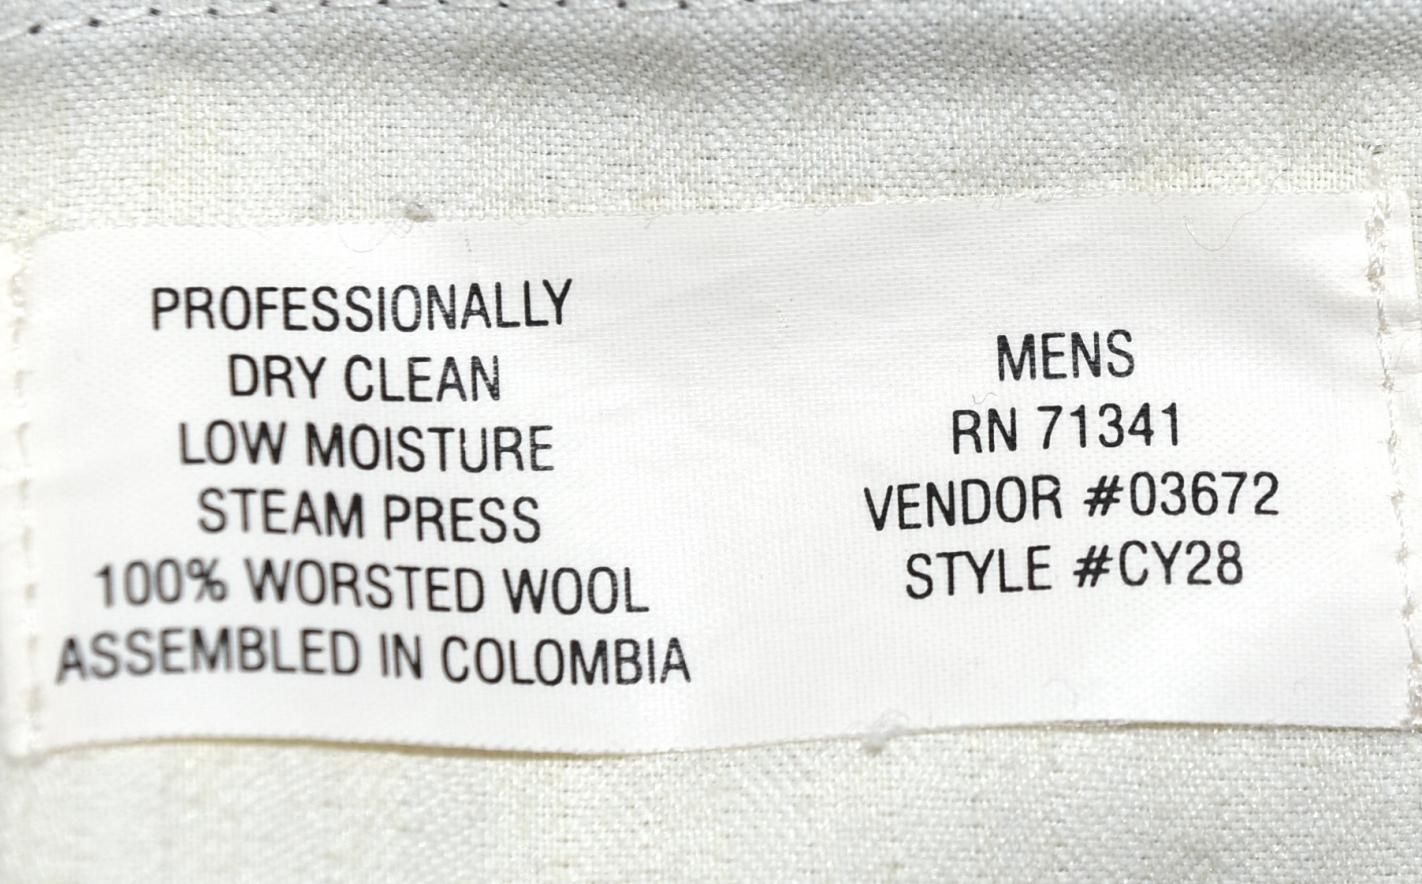 PROFESSIONALLY
DRY CLEAN
LOW MOISTURE
STEAM PRESS
100% WORSTED WOOL
ASSEMBLED IN COLOMBIA
MENS
RN 71341
VENDOR #03672
STYLE #CY28